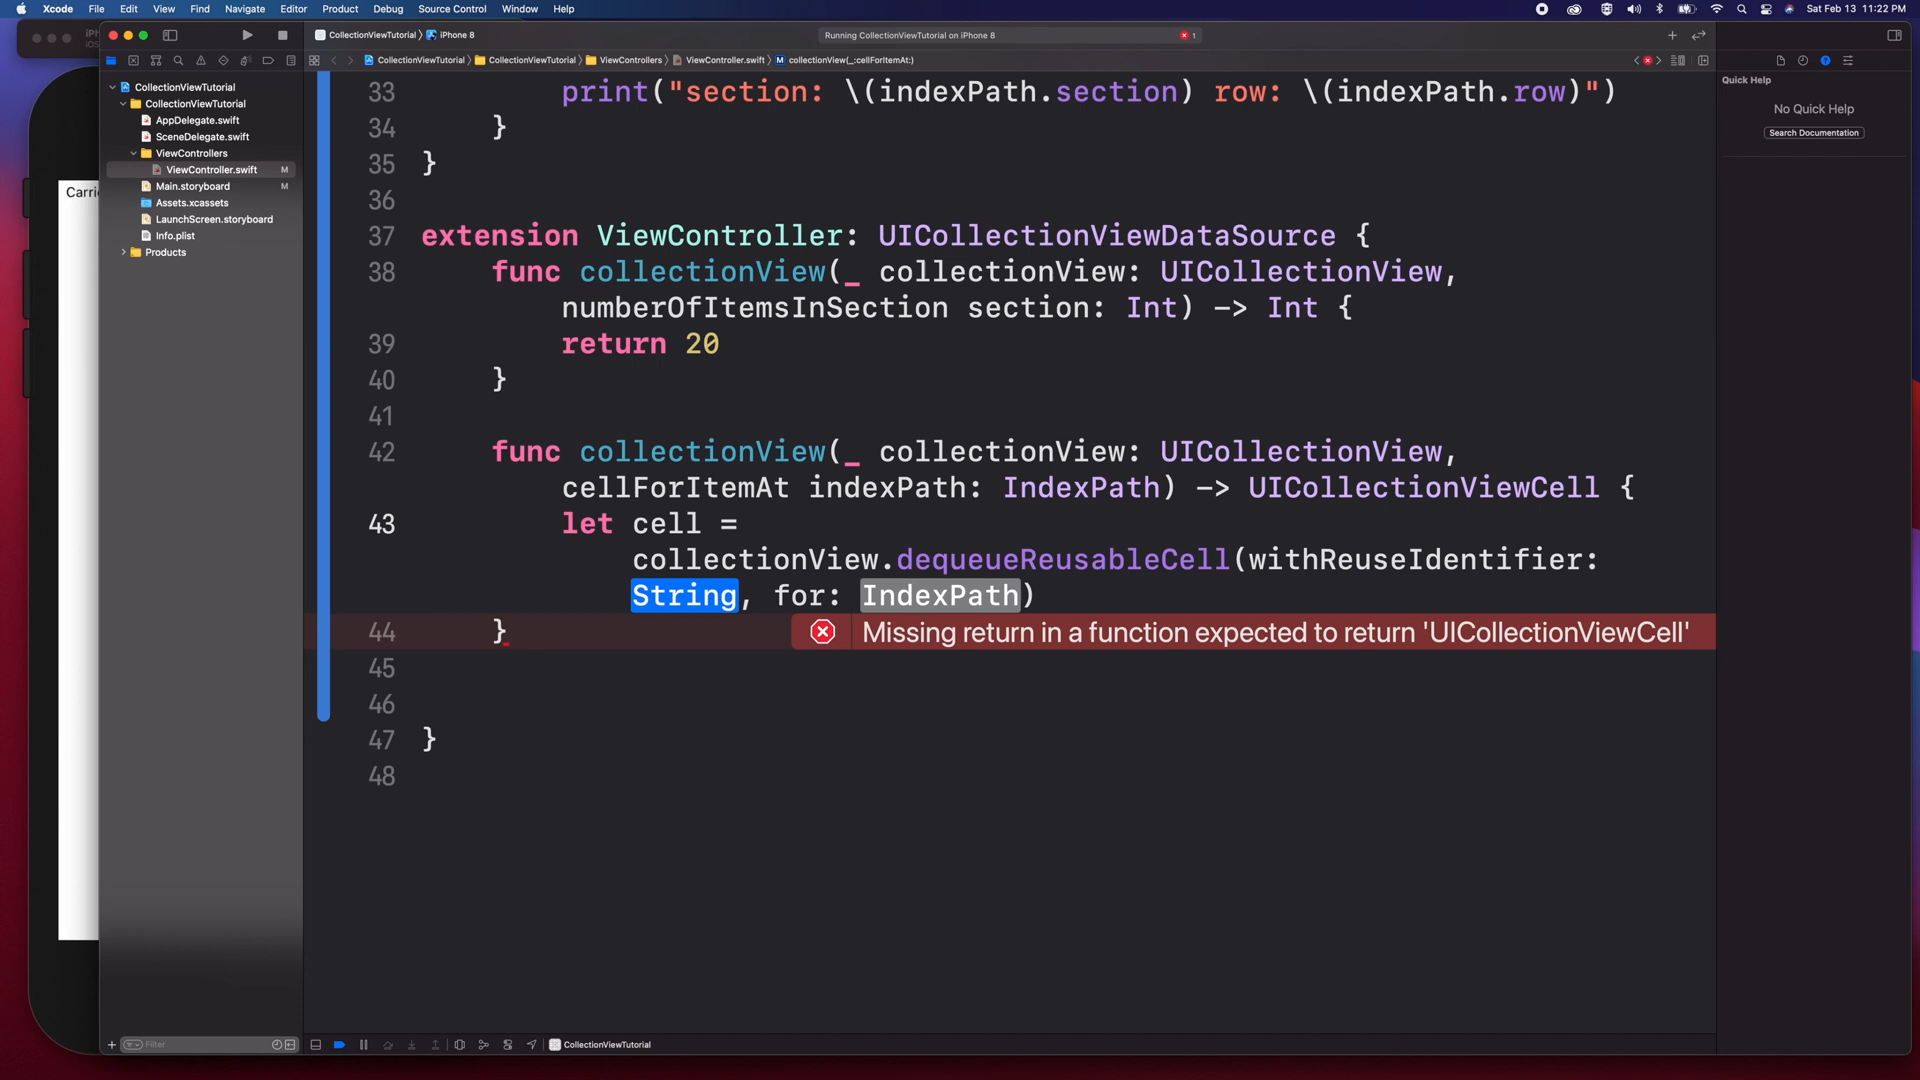 Xcode File Edit View Find Navigate Editor Product Debug Source Control Window Help
Sat Feb 13 11:22 PM
CollectionViewTutorial iPhone 8
Running CollectionViewTutorial on iPhone 8
1
CollectionViewTutorial CollectionViewTutorial ViewControllers ViewController.swift M collectionView(_:cellForItemAt:)
Quick Help
No Quick Help
Search Documentation
Carri
CollectionViewTutorial
CollectionViewTutorial
AppDelegate.swift
SceneDelegate.swift
ViewControllers
ViewController.swift M
Main.storyboard M
Assets.xcassets
LaunchScreen.storyboard
Info.plist
Products
33 print("section: \(indexPath.section) row: \(indexPath.row)")
34 }
35 }
36
37 extension ViewController: UICollectionViewDataSource {
38 func collectionView(_ collectionView: UICollectionView,
numberOfItemsInSection section: Int) -> Int {
39 return 20
40 }
41
42 func collectionView(_ collectionView: UICollectionView,
cellForItemAt indexPath: IndexPath) -> UICollectionViewCell {
43 let cell =
collectionView.dequeueReusableCell(withReuseIdentifier:
String, for: IndexPath)
44 } Missing return in a function expected to return 'UICollectionViewCell'
45
46
47 }
48
Filter
CollectionViewTutorial